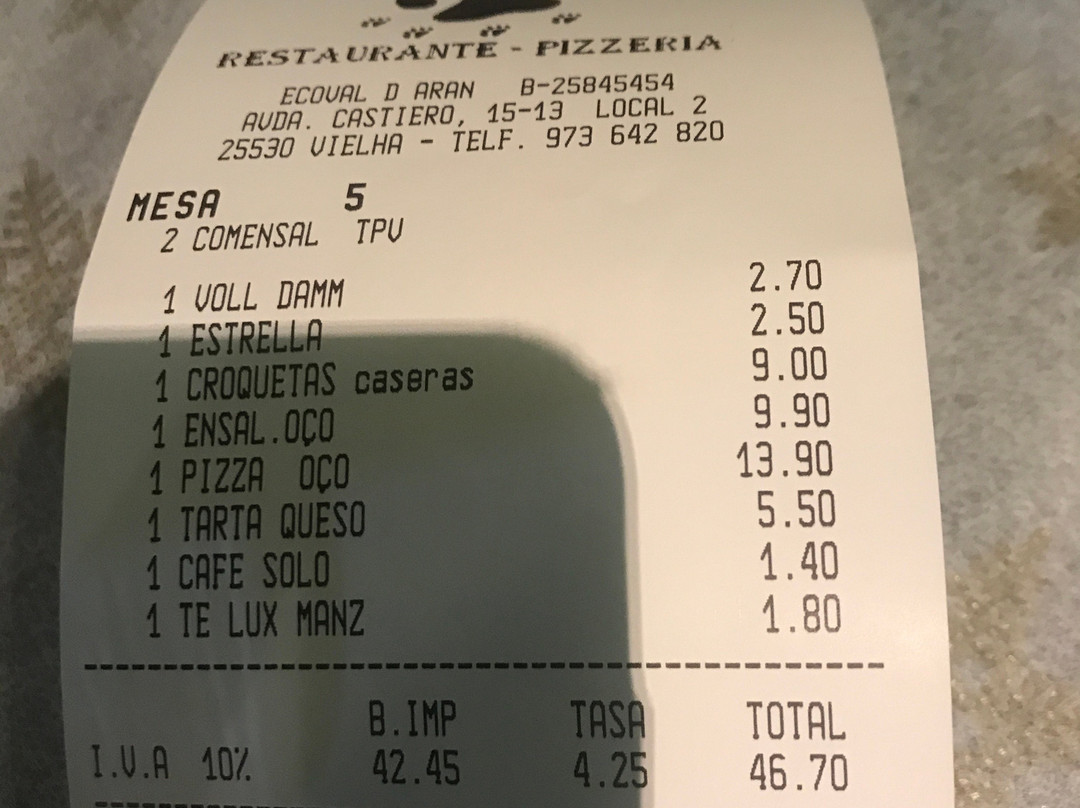 RESTAURANTE - PIZZERIA
ECOVAL D ARAN B-25845454
AVDA. CASTIERO, 15-13 LOCAL 2
25530 VIELHA - TELF. 973 642 820
MESA 5
2 COMENSAL TPV
1 VOLL DAMM 2.70
1 ESTRELLA 2.50
1 CROQUETAS caseras 9.00
1 ENSAL.OÇO 9.90
1 PIZZA OÇO 13.90
1 TARTA QUESO 5.50
1 CAFE SOLO 1.40
1 TE LUX MANZ 1.80
B.IMP TASA TOTAL
I.V.A 10% 42.45 4.25 46.70